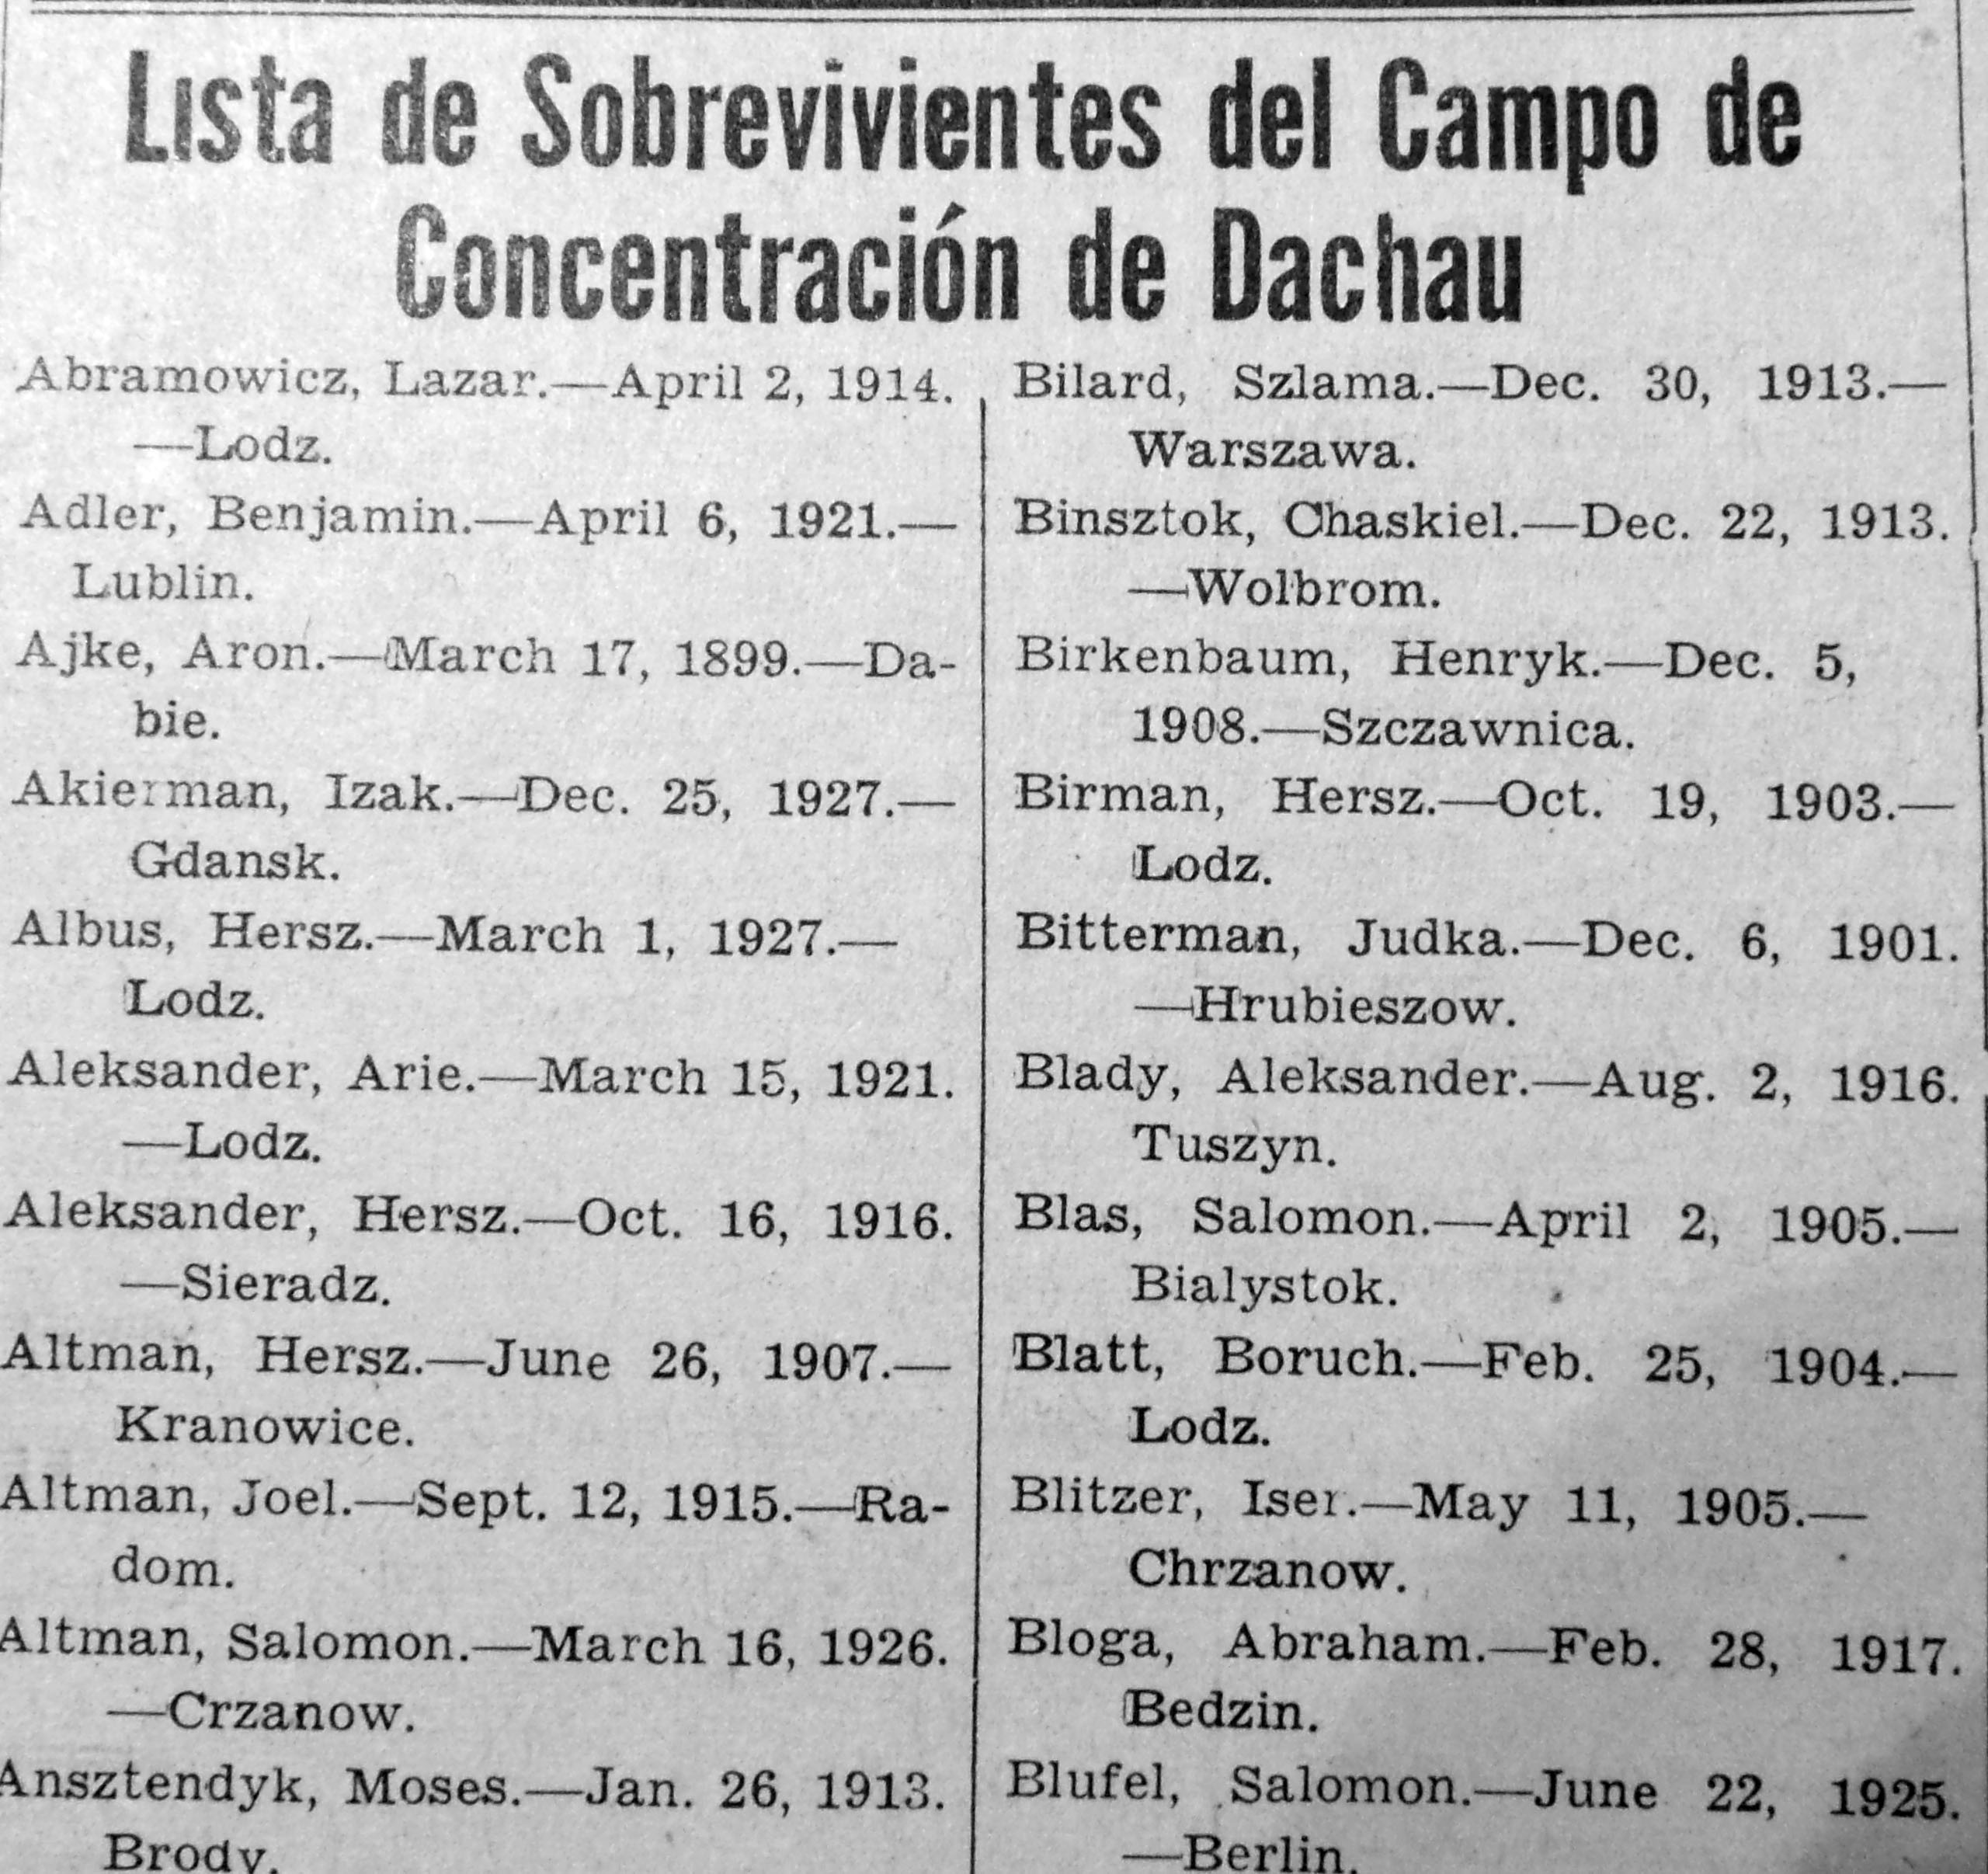 Lista de Sobrevivientes del Campo de
Concentración de Dachau
Abramowicz, Lazar.—April 2, 1914.
—Lodz.
Adler, Benjamin.—April 6, 1921.—
Lublin.
Ajke, Aron.—March 17, 1899.—Da-
bie.
Akierman, Izak.—Dec. 25, 1927.—
Gdansk.
Albus, Hersz.—March 1, 1927.—
Lodz.
Aleksander, Arie.—March 15, 1921.
—Lodz.
Aleksander, Hersz.—Oct. 16, 1916.
—Sieradz.
Altman, Hersz.—June 26, 1907.—
Kranowice.
Altman, Joel.—Sept. 12, 1915.—Ra-
dom.
Altman, Salomon.—March 16, 1926.
—Crzanow.
Ansztendyk, Moses.—Jan. 26, 1913.
Brody.
Bilard, Szlama.—Dec. 30, 1913.—
Warszawa.
Binsztok, Chaskiel.—Dec. 22, 1913.
—Wolbrom.
Birkenbaum, Henryk.—Dec. 5,
1908.—Szczawnica.
Birman, Hersz.—Oct. 19, 1903.—
Lodz.
Bitterman, Judka.—Dec. 6, 1901.
—Hrubieszow.
Blady, Aleksander.—Aug. 2, 1916.
Tuszyn.
Blas, Salomon.—April 2, 1905.—
Bialystok.
Blatt, Boruch.—Feb. 25, 1904.—
Lodz.
Blitzer, Iser.—May 11, 1905.—
Chrzanow.
Bloga, Abraham.—Feb. 28, 1917.
Bedzin.
Blufel, Salomon.—June 22, 1925.
—Berlin.